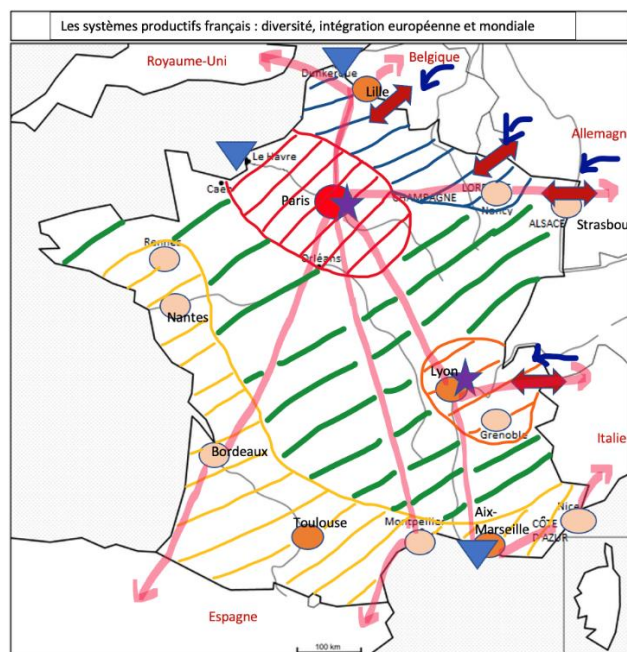 Les systèmes productifs français : diversité, intégration européenne et mondiale
Royaume-Uni
Belgique
Dunkerque
Lille
Allemagne
Le Havre
Caen
Paris
CHAMPAGNE
Nancy
ALSACE
Strasbou
Rennes
Orléans
Nantes
Lyon
Grenoble
Italie
Bordeaux
Toulouse
Montpellier
Aix-
Marseille
Nice
CÔTE
D'AZUR
Espagne
100 km